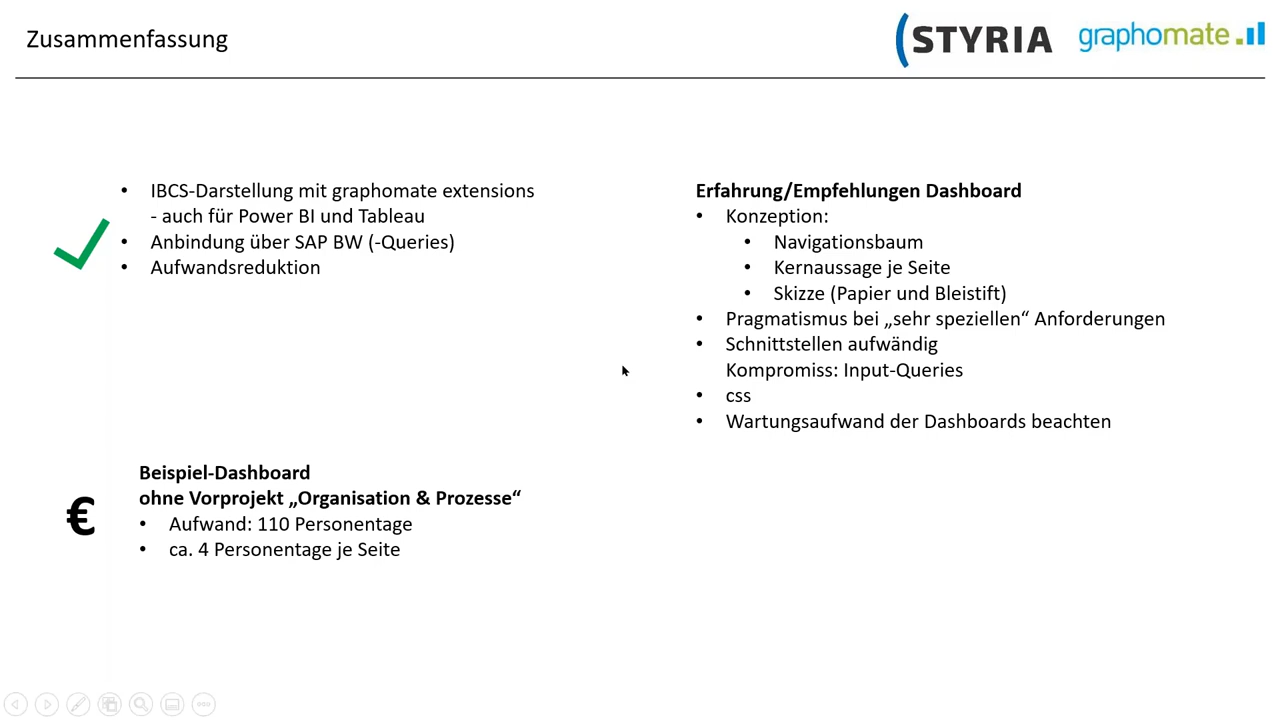 Zusammenfassung
(STYRIA
graphomate
• IBCS-Darstellung mit graphomate extensions
- auch für Power BI und Tableau
• Anbindung über SAP BW (-Queries)
• Aufwandsreduktion
Erfahrung/Empfehlungen Dashboard
• Konzeption:
• Navigationsbaum
• Kernaussage je Seite
• Skizze (Papier und Bleistift)
• Pragmatismus bei „sehr speziellen“ Anforderungen
• Schnittstellen aufwändig
Kompromiss: Input-Queries
• css
• Wartungsaufwand der Dashboards beachten
€
Beispiel-Dashboard
ohne Vorprojekt „Organisation & Prozesse“
• Aufwand: 110 Personentage
• ca. 4 Personentage je Seite